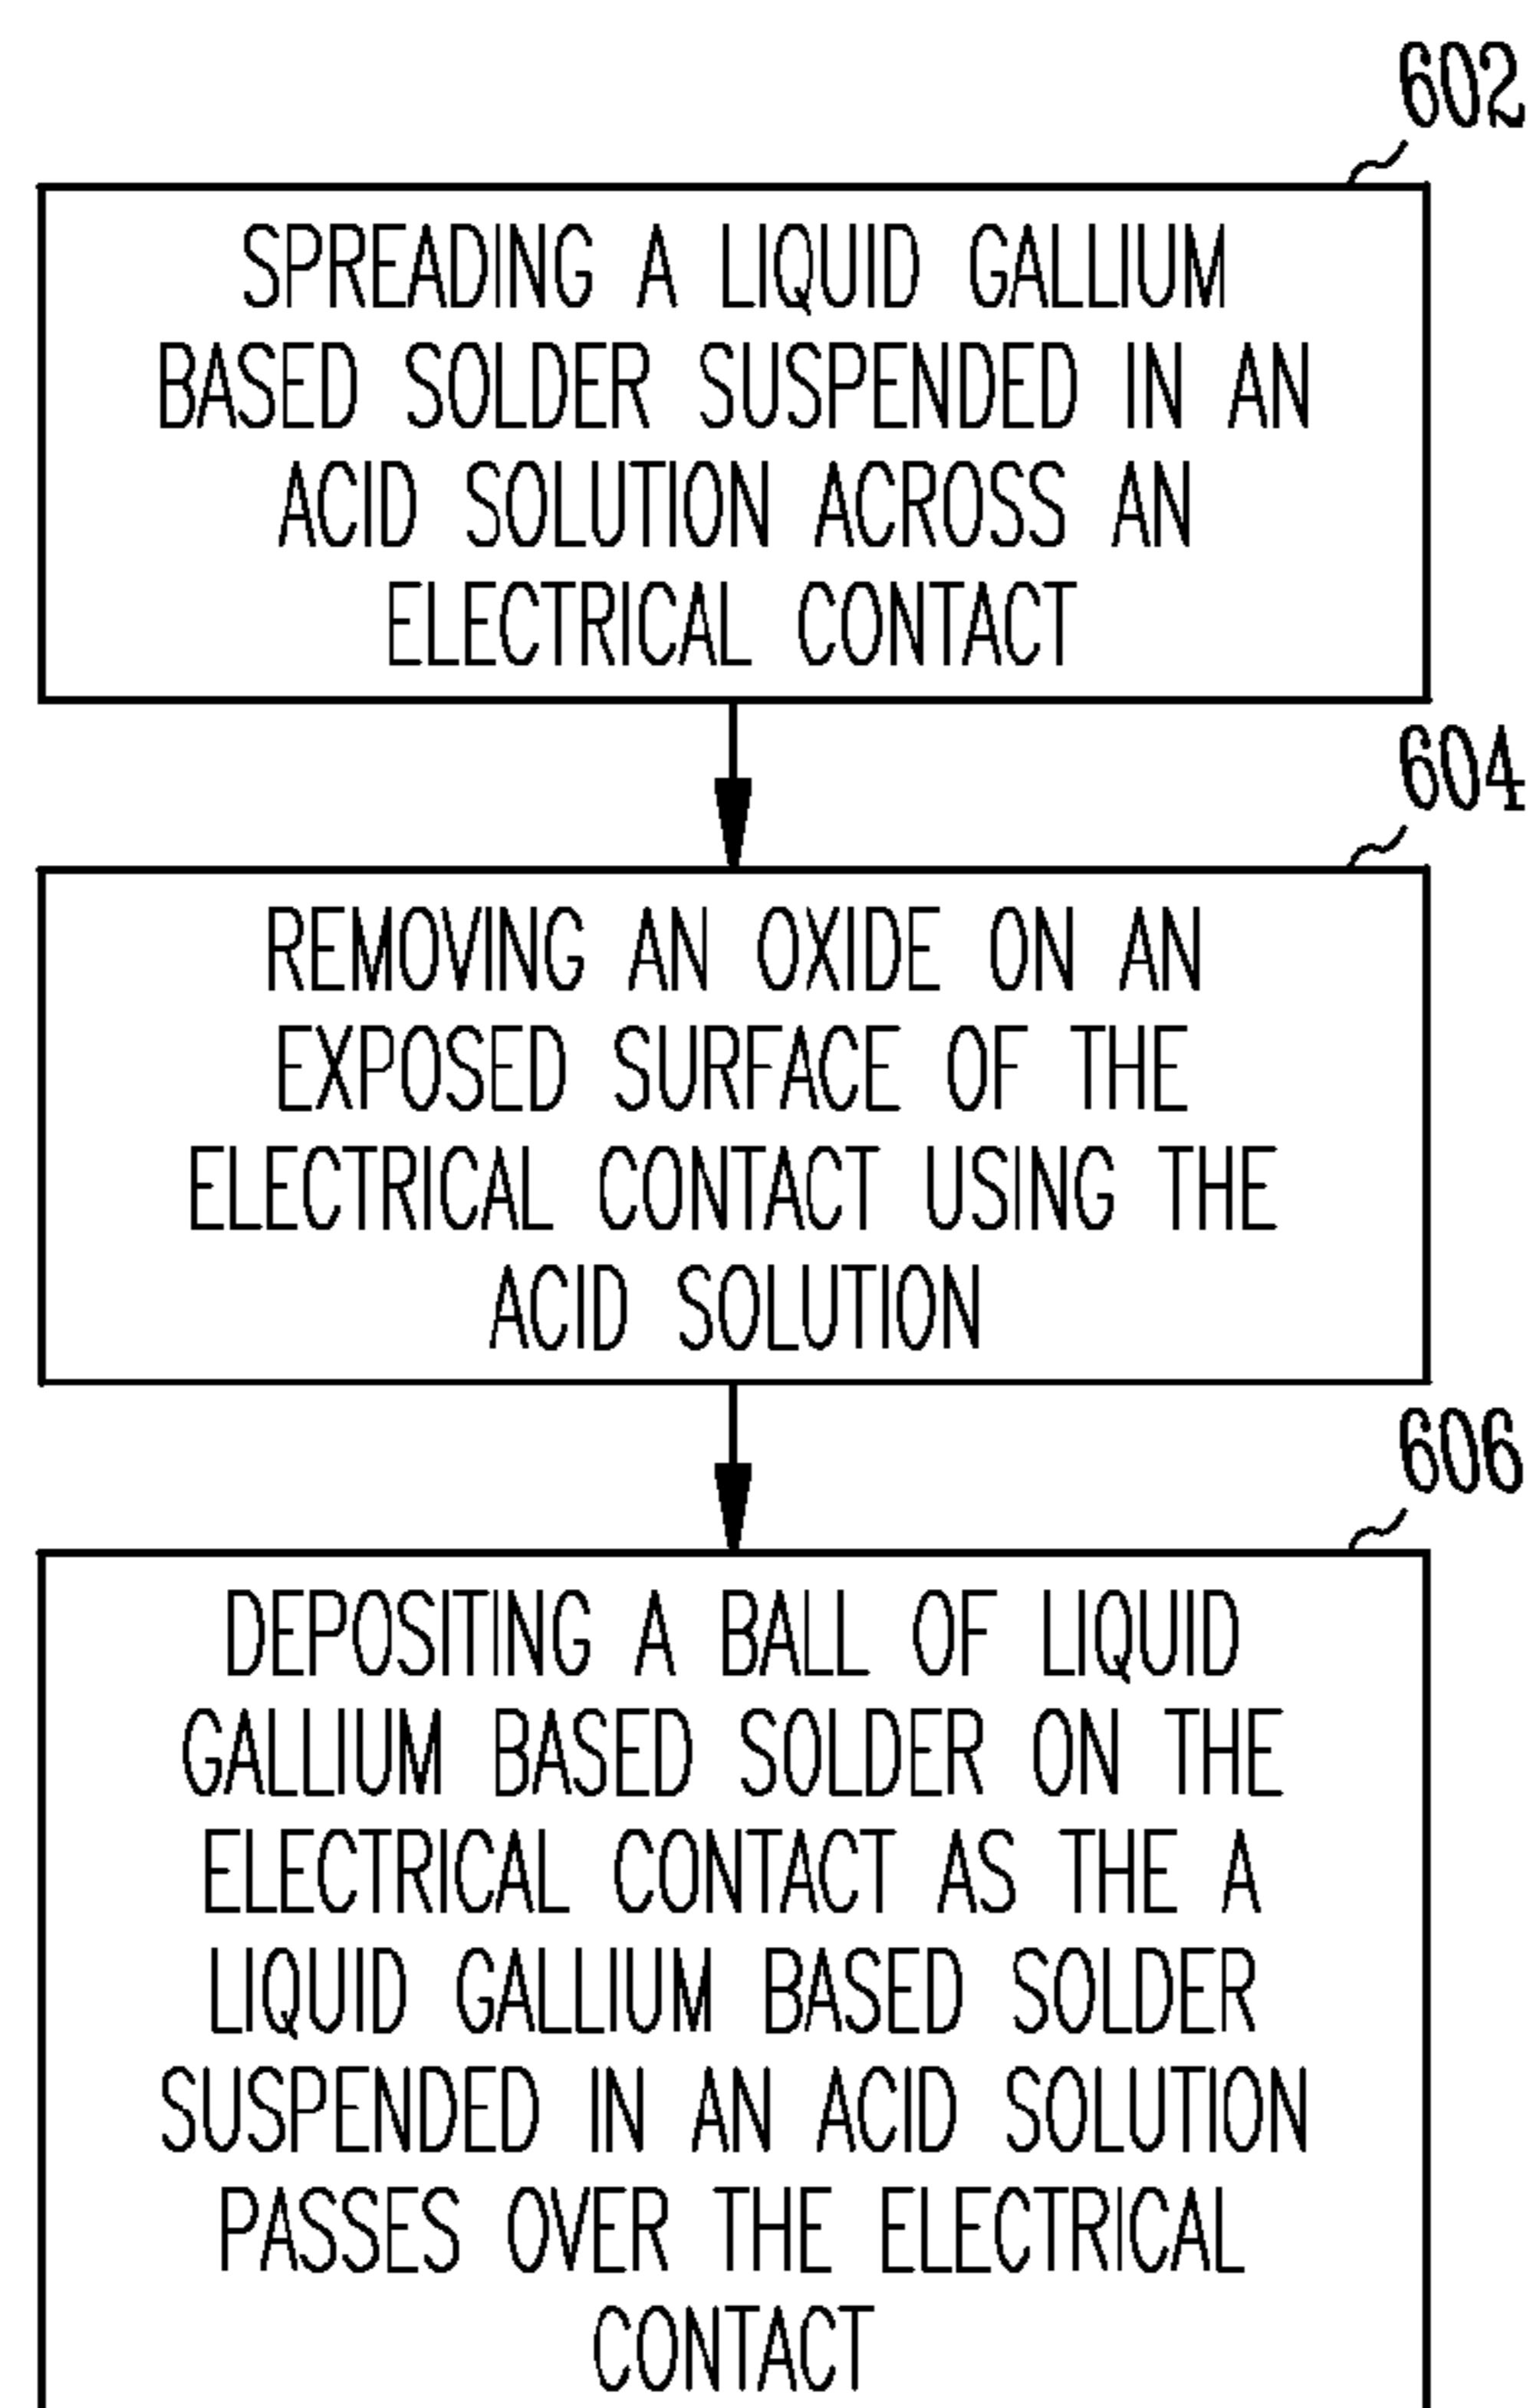 602
SPREADING A LIQUID GALLIUM
BASED SOLDER SUSPENDED IN AN
ACID SOLUTION ACROSS AN
ELECTRICAL CONTACT
604
REMOVING AN OXIDE ON AN
EXPOSED SURFACE OF THE
ELECTRICAL CONTACT USING THE
ACID SOLUTION
606
DEPOSITING A BALL OF LIQUID
GALLIUM BASED SOLDER ON THE
ELECTRICAL CONTACT AS THE A
LIQUID GALLIUM BASED SOLDER
SUSPENDED IN AN ACID SOLUTION
PASSES OVER THE ELECTRICAL
CONTACT